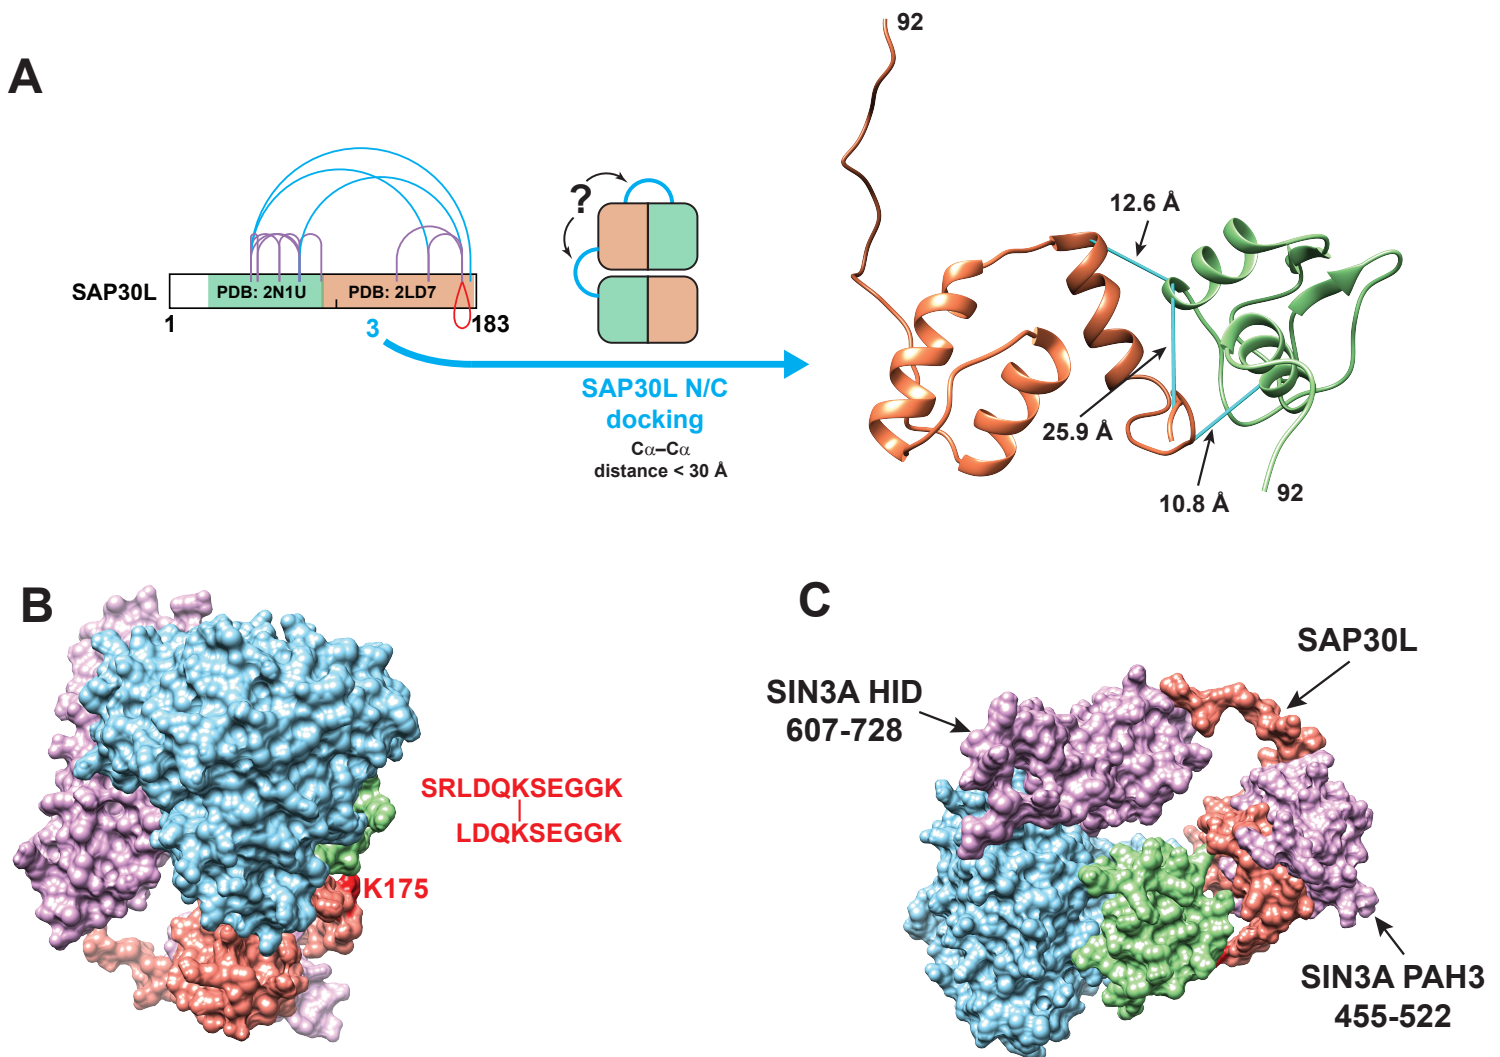 A
92
12.6 Å
SAP30L
PDB: 2N1U
PDB: 2LD7
1
3
183
?
SAP30L N/C
docking
Cα–Cα
distance < 30 Å
25.9 Å
10.8 Å
92
B
SRLDQKSEGGK
LDQKSEGGK
K175
C
SAP30L
SIN3A HID
607-728
SIN3A PAH3
455-522